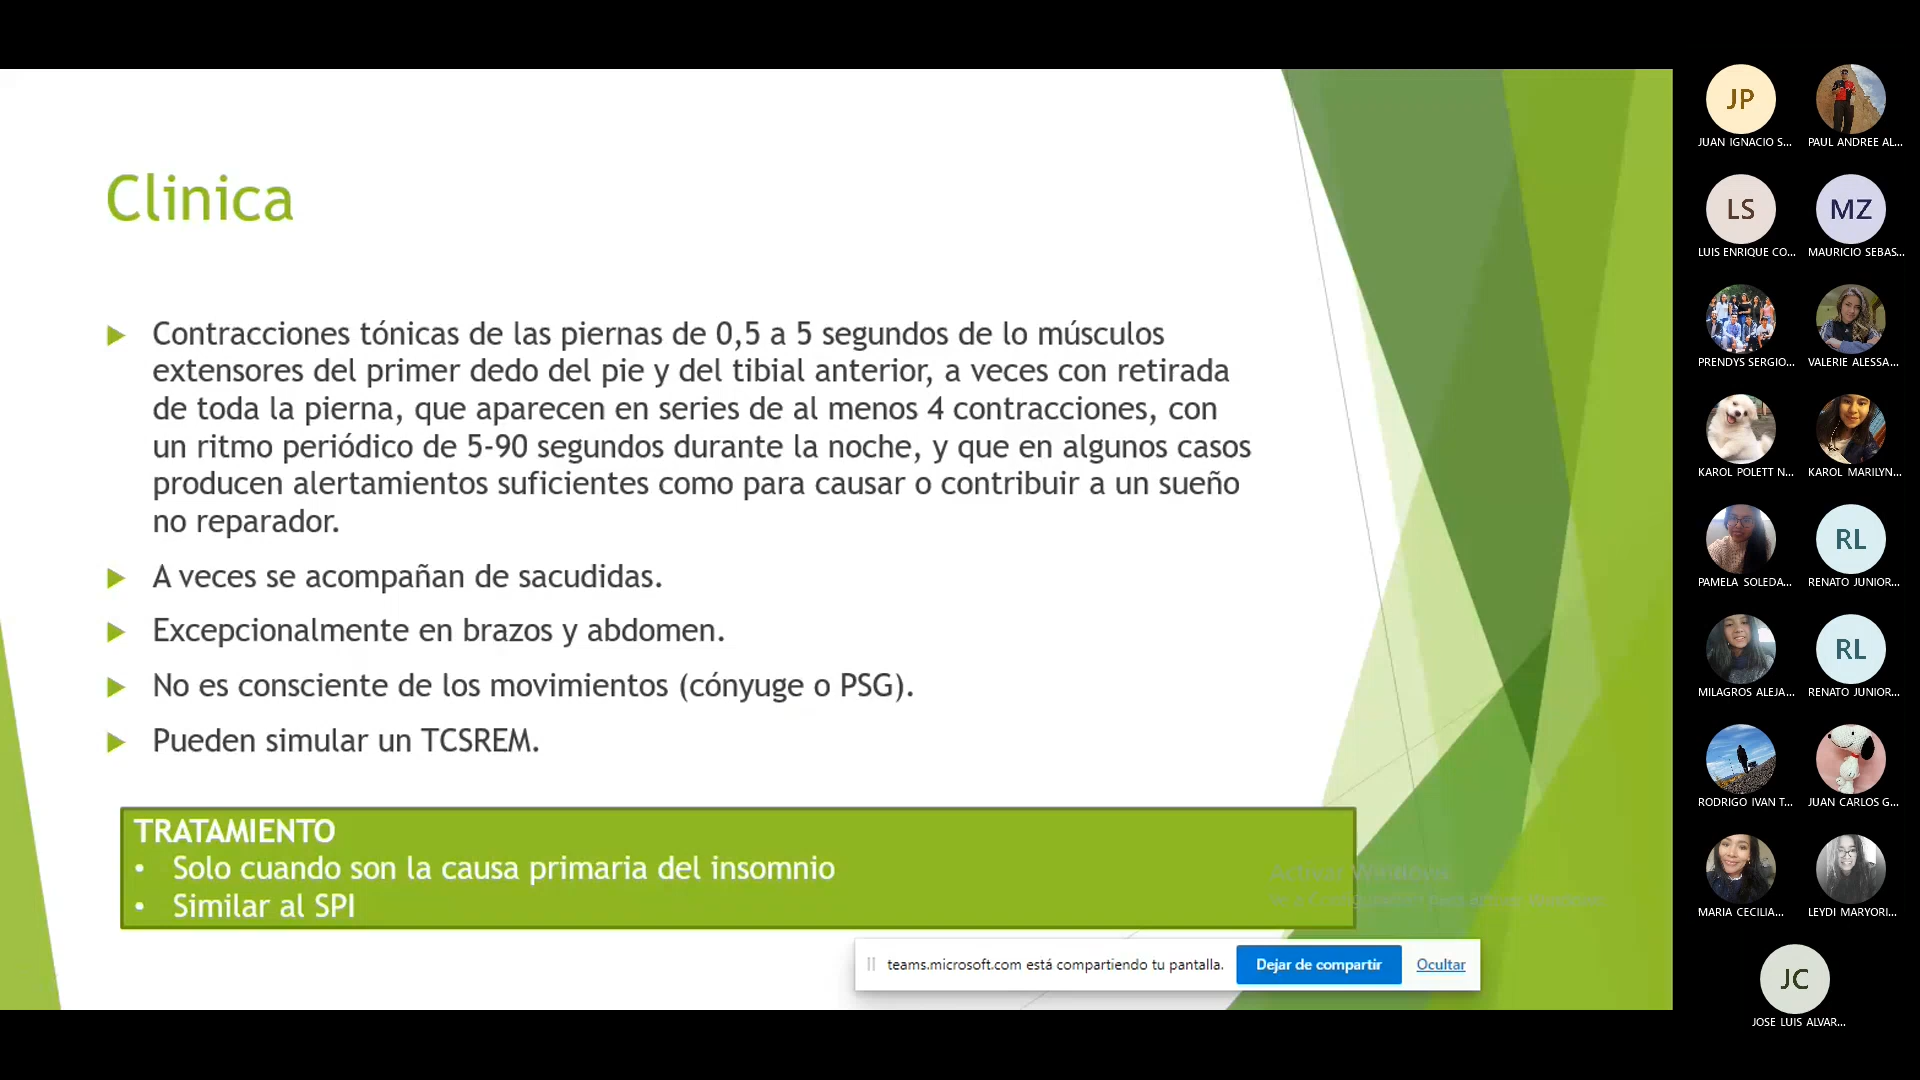 Clinica
Contracciones tónicas de las piernas de 0,5 a 5 segundos de lo músculos
extensores del primer dedo del pie y del tibial anterior, a veces con retirada
de toda la pierna, que aparecen en series de al menos 4 contracciones, con
un ritmo periódico de 5-90 segundos durante la noche, y que en algunos casos
producen alertamientos suficientes como para causar o contribuir a un sueño
no reparador.
A veces se acompañan de sacudidas.
Excepcionalmente en brazos y abdomen.
No es consciente de los movimientos (cónyuge o PSG).
Pueden simular un TCSREM.
TRATAMIENTO
• Solo cuando son la causa primaria del insomnio
• Similar al SPI
Activar Windows
teams.microsoft.com está compartiendo tu pantalla.
Dejar de compartir
Ocultar
JP
JUAN IGNACIO S...
PAUL ANDREE AL...
LS
LUIS ENRIQUE CO...
MZ
MAURICIO SEBAS...
PRENDYS SERGIO...
VALERIE ALESSA...
KAROL POLETT N...
KAROL MARILYN...
PAMELA SOLEDA...
RL
RENATO JUNIOR...
MILAGROS ALEJA...
RL
RENATO JUNIOR...
RODRIGO IVAN T...
JUAN CARLOS G...
MARIA CECILIA...
LEYDI MARYORI...
JC
JOSE LUIS ALVAR...